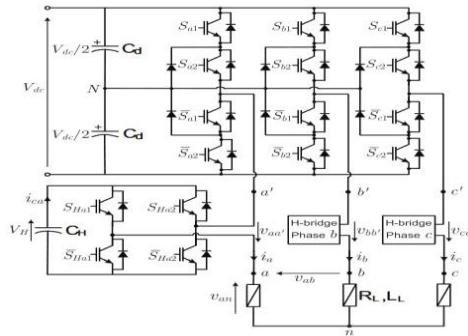 S_a1 S_b1 S_c1
V_dc/2 + C_d
S_a2 S_b2 S_c2
V_dc N
S̅_a1 S̅_b1 S̅_c1
V_dc/2 + C_d
S̅_a2 S̅_b2 S̅_c2
a' b' c'
i_ca S_Ha1 S_Ha2
V_H C_H
H-bridge
Phase b
H-bridge
Phase c
v_aa' v_bb' v_cc'
S̅_Ha1 S̅_Ha2
i_a i_b i_c
a v_ab b c
v_an R_L,L_L
n